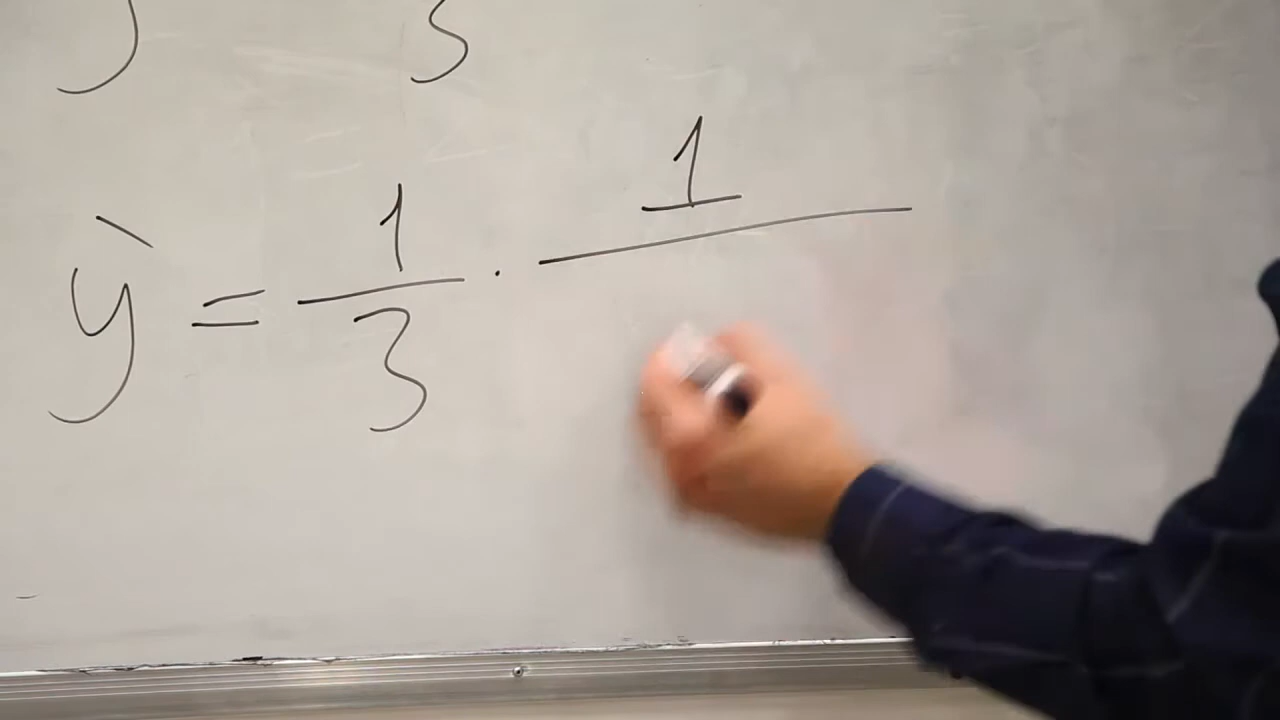 y` = 1/3 · 1/